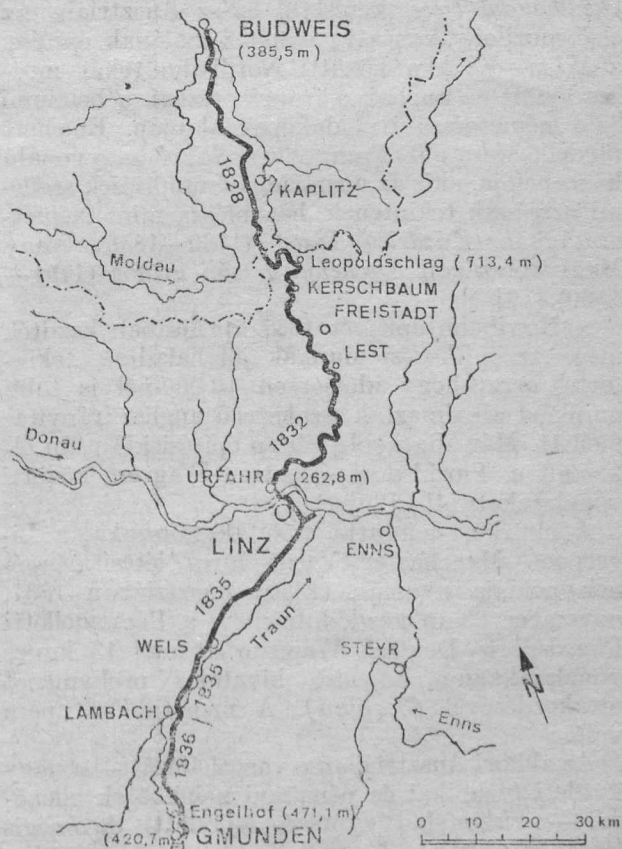 BUDWEIS
(385,5 m)
1828
KAPLITZ
Moldau
Leopoldschlag (713,4 m)
KERSCHBAUM
FREISTADT
LEST
1832
Donau
URFAHR (262,8 m)
LINZ
ENNS
1835
Traun
WELS
STEYR
1835
LAMBACH
Enns
1836
Engelhof (471,1 m)
(420,7 m)
GMUNDEN
0 10 20 30 km